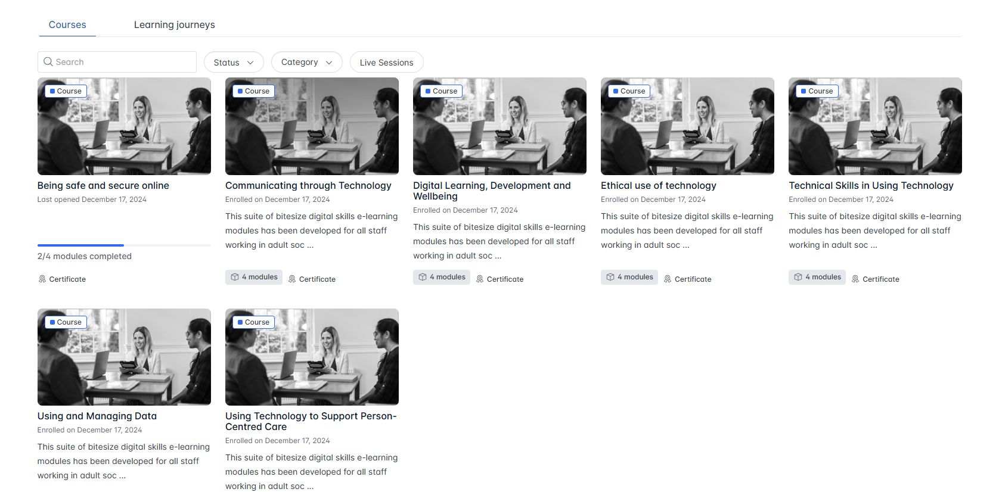 Courses
Learning journeys
Search
Status
Category
Live Sessions
Course
Being safe and secure online
Last opened December 17, 2024
2/4 modules completed
Certificate
Course
Communicating through Technology
Enrolled on December 17, 2024
This suite of bitesize digital skills e-learning
modules has been developed for all staff
working in adult soc ...
4 modules
Certificate
Course
Digital Learning, Development and
Wellbeing
Enrolled on December 17, 2024
This suite of bitesize digital skills e-learning
modules has been developed for all staff
working in adult soc ...
4 modules
Certificate
Course
Ethical use of technology
Enrolled on December 17, 2024
This suite of bitesize digital skills e-learning
modules has been developed for all staff
working in adult soc ...
4 modules
Certificate
Course
Technical Skills in Using Technology
Enrolled on December 17, 2024
This suite of bitesize digital skills e-learning
modules has been developed for all staff
working in adult soc ...
4 modules
Certificate
Course
Using and Managing Data
Enrolled on December 17, 2024
This suite of bitesize digital skills e-learning
modules has been developed for all staff
working in adult soc ...
Course
Using Technology to Support Person-
Centred Care
Enrolled on December 17, 2024
This suite of bitesize digital skills e-learning
modules has been developed for all staff
working in adult soc ...